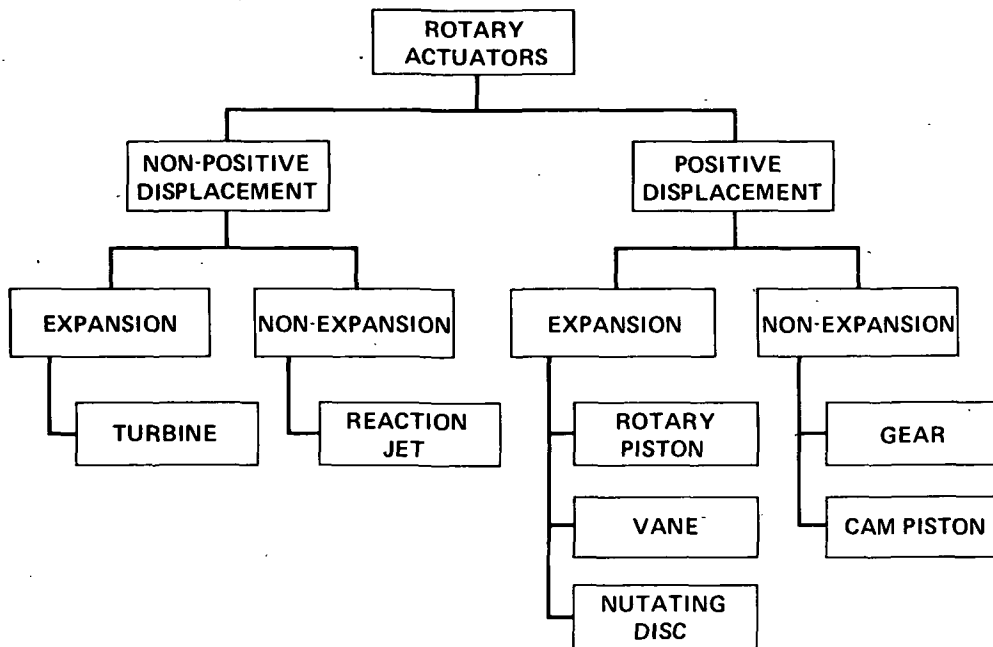 ROTARY
ACTUATORS
NON-POSITIVE
DISPLACEMENT
POSITIVE
DISPLACEMENT
EXPANSION
NON-EXPANSION
EXPANSION
NON-EXPANSION
TURBINE
REACTION
JET
ROTARY
PISTON
GEAR
VANE
CAM PISTON
NUTATING
DISC